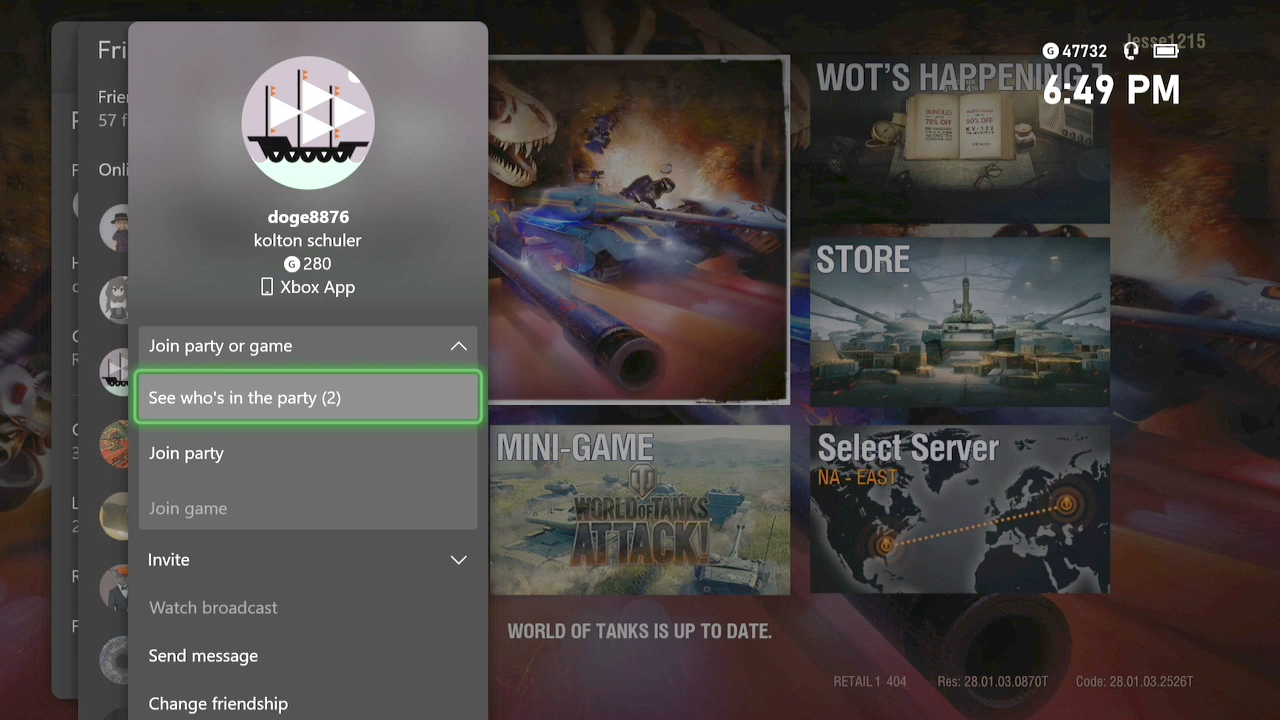 Fri
Frien
57 f
Onli
doge8876
kolton schuler
G 280
Xbox App
Join party or game
See who's in the party (2)
Join party
Join game
Invite
Watch broadcast
Send message
Change friendship
Jesse1215
G 47732
6:49 PM
WOT'S HAPPENING
BUNDLES
STORE
MINI-GAME
WORLD OF TANKS
ATTACK!
Select Server
NA - EAST
WORLD OF TANKS IS UP TO DATE.
RETAIL 1 404
Res: 28.01.03.0870T
Code: 28.01.03.2526T